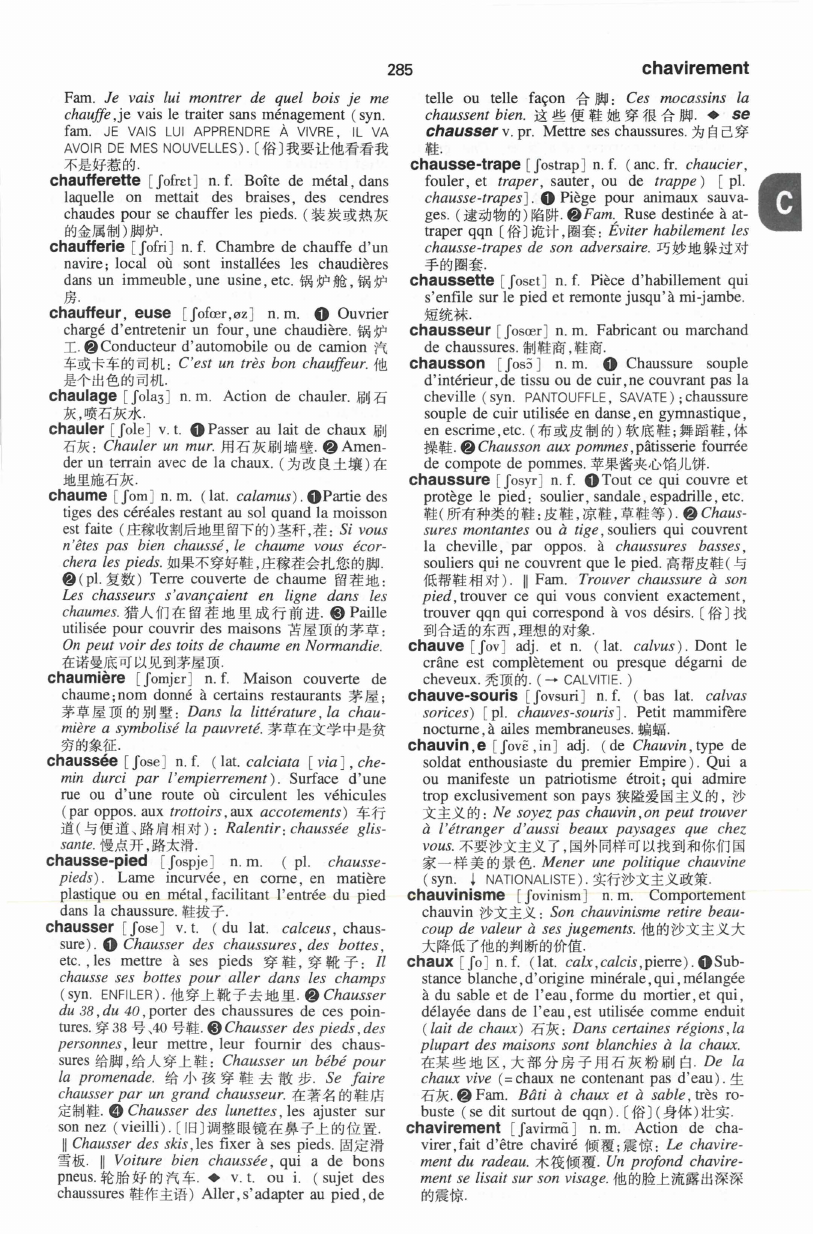 285
chavirement
Fam. Je vais lui montrer de quel bois je me
chauffe,je vais le traiter sans ménagement (syn.
fam. JE VAIS LUI APPRENDRE À VIVRE, IL VA
AVOIR DE MES NOUVELLES).〔俗〕我要让他看看我
不是好惹的.
chaufferette [ʃofrɛt] n. f. Boîte de métal, dans
laquelle on mettait des braises, des cendres
chaudes pour se chauffer les pieds. (装炭或热灰
的金属制)脚炉.
chaufferie [ʃofri] n. f. Chambre de chauffe d'un
navire; local où sont installées les chaudières
dans un immeuble, une usine, etc. 锅炉舱,锅炉
房.
chauffeur, euse [ʃofœr,øz] n. m. ❶ Ouvrier
chargé d'entretenir un four, une chaudière. 锅炉
工. ❷ Conducteur d'automobile ou de camion 汽
车或卡车的司机: C'est un très bon chauffeur. 他
是个出色的司机.
chaulage [ʃolaʒ] n. m. Action de chauler. 刷石
灰,喷石灰水.
chauler [ʃole] v. t. ❶ Passer au lait de chaux 刷
石灰: Chauler un mur. 用石灰刷墙壁. ❷ Amen-
der un terrain avec de la chaux. (为改良土壤)在
地里施石灰.
chaume [ʃom] n. m. (lat. calamus). ❶Partie des
tiges des céréales restant au sol quand la moisson
est faite (庄稼收割后地里留下的)茎秆,茬: Si vous
n'êtes pas bien chaussé, le chaume vous écor-
chera les pieds. 如果不穿好鞋,庄稼茬会扎您的脚.
❷(pl. 复数) Terre couverte de chaume 留茬地:
Les chasseurs s'avançaient en ligne dans les
chaumes. 猎人们在留茬地里成行前进. ❸ Paille
utilisée pour couvrir des maisons 苫屋顶的茅草:
On peut voir des toits de chaume en Normandie.
在诺曼底可以见到茅屋顶.
chaumière [ʃomjɛr] n. f. Maison couverte de
chaume;nom donné à certains restaurants 茅屋;
茅草屋顶的别墅: Dans la littérature, la chau-
mière a symbolisé la pauvreté. 茅草在文学中是贫
穷的象征.
chaussée [ʃose] n. f. (lat. calciata [via], che-
min durci par l'empierrement). Surface d'une
rue ou d'une route où circulent les véhicules
(par oppos. aux trottoirs,aux accotements) 车行
道(与便道、路肩相对): Ralentir: chaussée glis-
sante. 慢点开,路太滑.
chausse-pied [ʃospje] n. m. ( pl. chausse-
pieds). Lame incurvée, en corne, en matière
plastique ou en métal, facilitant l'entrée du pied
dans la chaussure. 鞋拔子.
chausser [ʃose] v. t. (du lat. calceus, chaus-
sure). ❶ Chausser des chaussures, des bottes,
etc. ,les mettre à ses pieds 穿鞋,穿靴子: Il
chausse ses bottes pour aller dans les champs
(syn. ENFILER). 他穿上靴子去地里. ❷ Chausser
du 38,du 40,porter des chaussures de ces poin-
tures. 穿38号、40号鞋. ❸ Chausser des pieds,des
personnes, leur mettre, leur fournir des chaus-
sures 给脚,给人穿上鞋: Chausser un bébé pour
la promenade. 给小孩穿鞋去散步. Se faire
chausser par un grand chausseur. 在著名的鞋店
定制鞋. ❹ Chausser des lunettes, les ajuster sur
son nez (vieilli).〔旧〕调整眼镜在鼻子上的位置.
‖ Chausser des skis,les fixer à ses pieds. 固定滑
雪板. ‖ Voiture bien chaussée, qui a de bons
pneus. 轮胎好的汽车. ◆ v. t. ou i. (sujet des
chaussures 鞋作主语) Aller,s'adapter au pied,de
telle ou telle façon 合脚: Ces mocassins la
chaussent bien. 这些便鞋她穿很合脚. ◆ se
chausser v. pr. Mettre ses chaussures. 为自己穿
鞋.
chausse-trape [ʃostrap] n. f. (anc. fr. chaucier,
fouler, et traper, sauter, ou de trappe) [ pl.
chausse-trapes]. ❶ Piège pour animaux sauva-
ges. (逮动物的)陷阱. ❷Fam. Ruse destinée à at-
traper qqn〔俗〕诡计,圈套: Éviter habilement les
chausse-trapes de son adversaire. 巧妙地躲过对
手的圈套.
C
chaussette [ʃosɛt] n. f. Pièce d'habillement qui
s'enfile sur le pied et remonte jusqu'à mi-jambe.
短统袜.
chausseur [ʃosœr] n. m. Fabricant ou marchand
de chaussures. 制鞋商,鞋商.
chausson [ʃosɔ̃] n. m. ❶ Chaussure souple
d'intérieur,de tissu ou de cuir,ne couvrant pas la
cheville (syn. PANTOUFFLE, SAVATE);chaussure
souple de cuir utilisée en danse,en gymnastique,
en escrime,etc. (布或皮制的)软底鞋;舞蹈鞋,体
操鞋. ❷ Chausson aux pommes,pâtisserie fourrée
de compote de pommes. 苹果酱夹心馅儿饼.
chaussure [ʃosyr] n. f. ❶ Tout ce qui couvre et
protège le pied: soulier, sandale, espadrille, etc.
鞋(所有种类的鞋:皮鞋,凉鞋,草鞋等). ❷ Chaus-
sures montantes ou à tige,souliers qui couvrent
la cheville, par oppos. à chaussures basses,
souliers qui ne couvrent que le pied. 高帮皮鞋(与
低帮鞋相对). ‖ Fam. Trouver chaussure à son
pied,trouver ce qui vous convient exactement,
trouver qqn qui correspond à vos désirs.〔俗〕找
到合适的东西,理想的对象.
chauve [ʃov] adj. et n. (lat. calvus). Dont le
crâne est complètement ou presque dégarni de
cheveux. 秃顶的. (→ CALVITIE. )
chauve-souris [ʃovsuri] n. f. ( bas lat. calvas
sorices) [pl. chauves-souris]. Petit mammifère
nocturne,à ailes membraneuses. 蝙蝠.
chauvin,e [ʃovɛ̃,in] adj. (de Chauvin,type de
soldat enthousiaste du premier Empire). Qui a
ou manifeste un patriotisme étroit; qui admire
trop exclusivement son pays 狭隘爱国主义的, 沙
文主义的: Ne soyez pas chauvin,on peut trouver
à l'étranger d'aussi beaux paysages que chez
vous. 不要沙文主义了,国外同样可以找到和你们国
家一样美的景色. Mener une politique chauvine
(syn. ↓ NATIONALISTE). 实行沙文主义政策.
chauvinisme [ʃovinism] n. m. Comportement
chauvin 沙文主义: Son chauvinisme retire beau-
coup de valeur à ses jugements. 他的沙文主义大
大降低了他的判断的价值.
chaux [ʃo] n. f. (lat. calx,calcis,pierre). ❶Sub-
stance blanche,d'origine minérale,qui,mélangée
à du sable et de l'eau,forme du mortier,et qui,
délayée dans de l'eau,est utilisée comme enduit
(lait de chaux) 石灰: Dans certaines régions,la
plupart des maisons sont blanchies à la chaux.
在某些地区,大部分房子用石灰粉刷白. De la
chaux vive (=chaux ne contenant pas d'eau). 生
石灰. ❷ Fam. Bâti à chaux et à sable, très ro-
buste (se dit surtout de qqn).〔俗〕(身体)壮实.
chavirement [ʃavirmɑ̃] n. m. Action de cha-
virer,fait d'être chaviré 倾覆;震惊: Le chavire-
ment du radeau. 木筏倾覆. Un profond chavire-
ment se lisait sur son visage. 他的脸上流露出深深
的震惊.